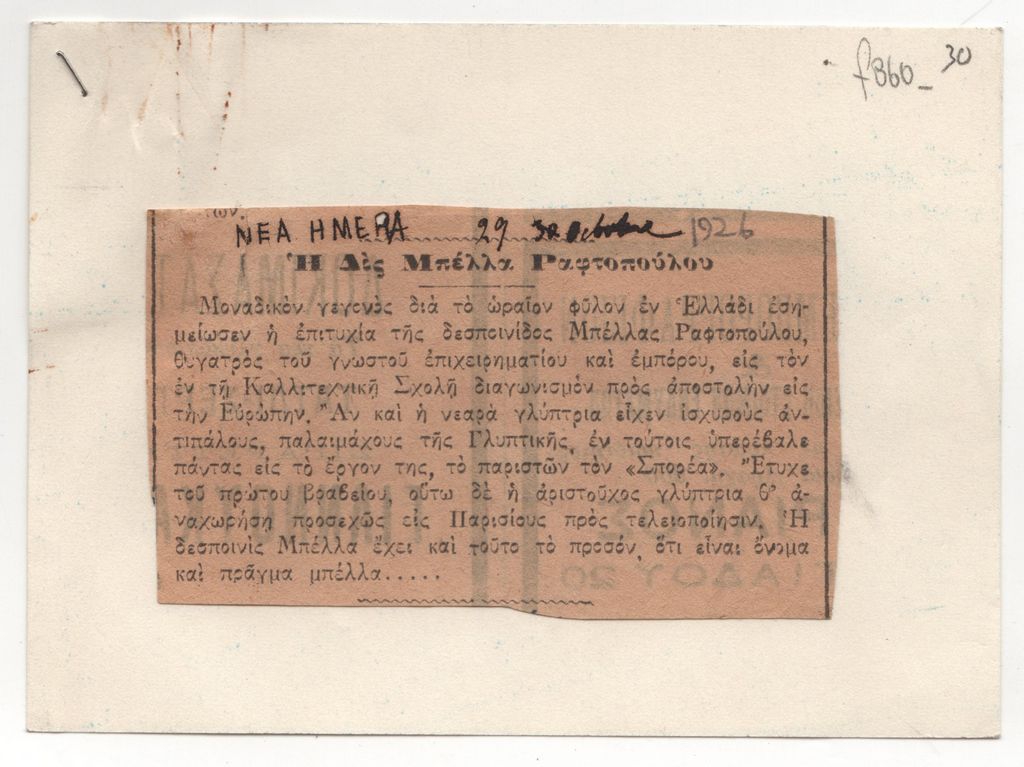 f860_ 30
ων.
ΝΕΑ ΗΜΕΡΑ 29 30 Octobre 1926
Ἡ Δὶς Μπέλλα Ραφτοπούλου
Μοναδικὸν γεγονὸς διὰ τὸ ὡραῖον φῦλον ἐν Ἑλλάδι ἐση-
μείωσεν ἡ ἐπιτυχία τῆς δεσποινίδος Μπέλλας Ραφτοπούλου,
θυγατρὸς τοῦ γνωστοῦ ἐπιχειρηματίου καὶ ἐμπόρου, εἰς τὸν
ἐν τῇ Καλλιτεχνικῇ Σχολῇ διαγωνισμὸν πρὸς ἀποστολὴν εἰς
τὴν Εὐρώπην. Ἂν καὶ ἡ νεαρὰ γλύπτρια εἶχεν ἰσχυροὺς ἀν-
τιπάλους, παλαιμάχους τῆς Γλυπτικῆς, ἐν τούτοις ὑπερέβαλε
πάντας εἰς τὸ ἔργον της, τὸ παριστῶν τὸν «Σπορέα». Ἔτυχε
τοῦ πρώτου βραβείου, οὕτω δὲ ἡ ἀριστοῦχος γλύπτρια θ' ἀ-
ναχωρήσῃ προσεχῶς εἰς Παρισίους πρὸς τελειοποίησιν. Ἡ
δεσποινὶς Μπέλλα ἔχει καὶ τοῦτο τὸ προσόν, ὅτι εἶναι ὄνομα
καὶ πρᾶγμα μπέλλα.....